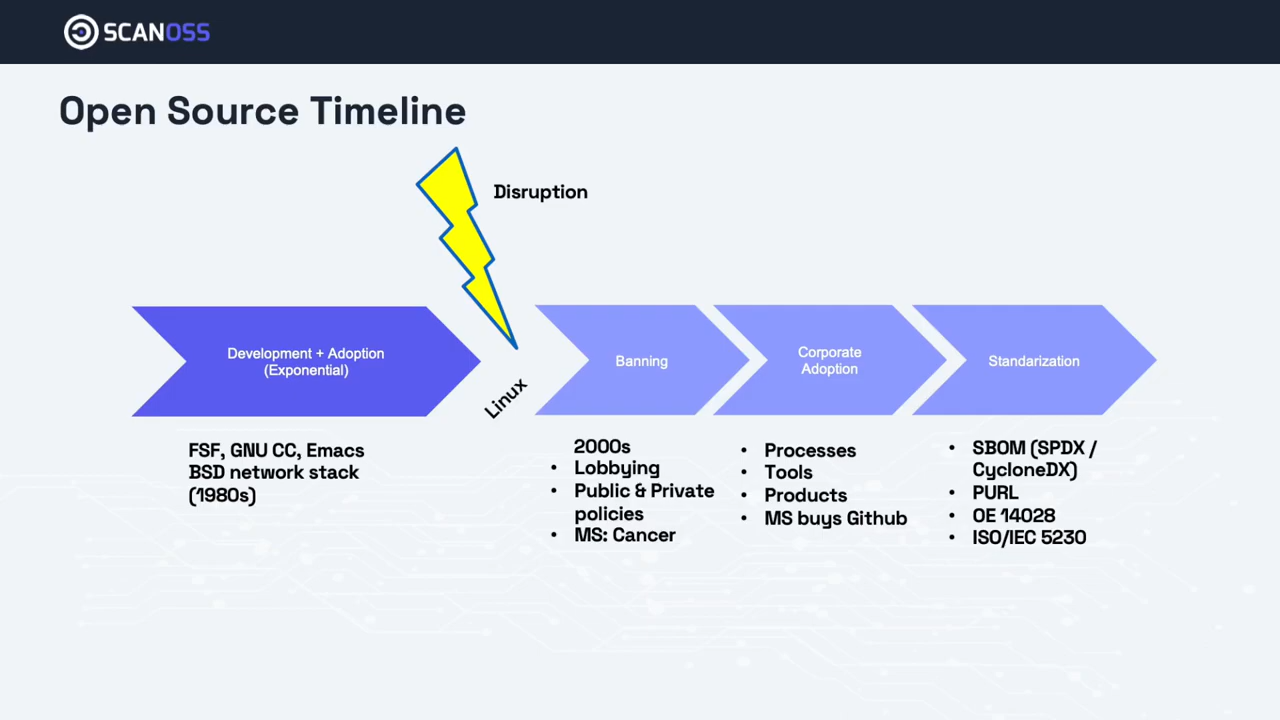 SCANOSS
Open Source Timeline
Disruption
Development + Adoption
(Exponential)
Linux
Banning
Corporate
Adoption
Standarization
FSF, GNU CC, Emacs
BSD network stack
(1980s)
2000s
• Lobbying
• Public & Private
policies
• MS: Cancer
• Processes
• Tools
• Products
• MS buys Github
• SBOM (SPDX /
CycloneDX)
• PURL
• OE 14028
• ISO/IEC 5230